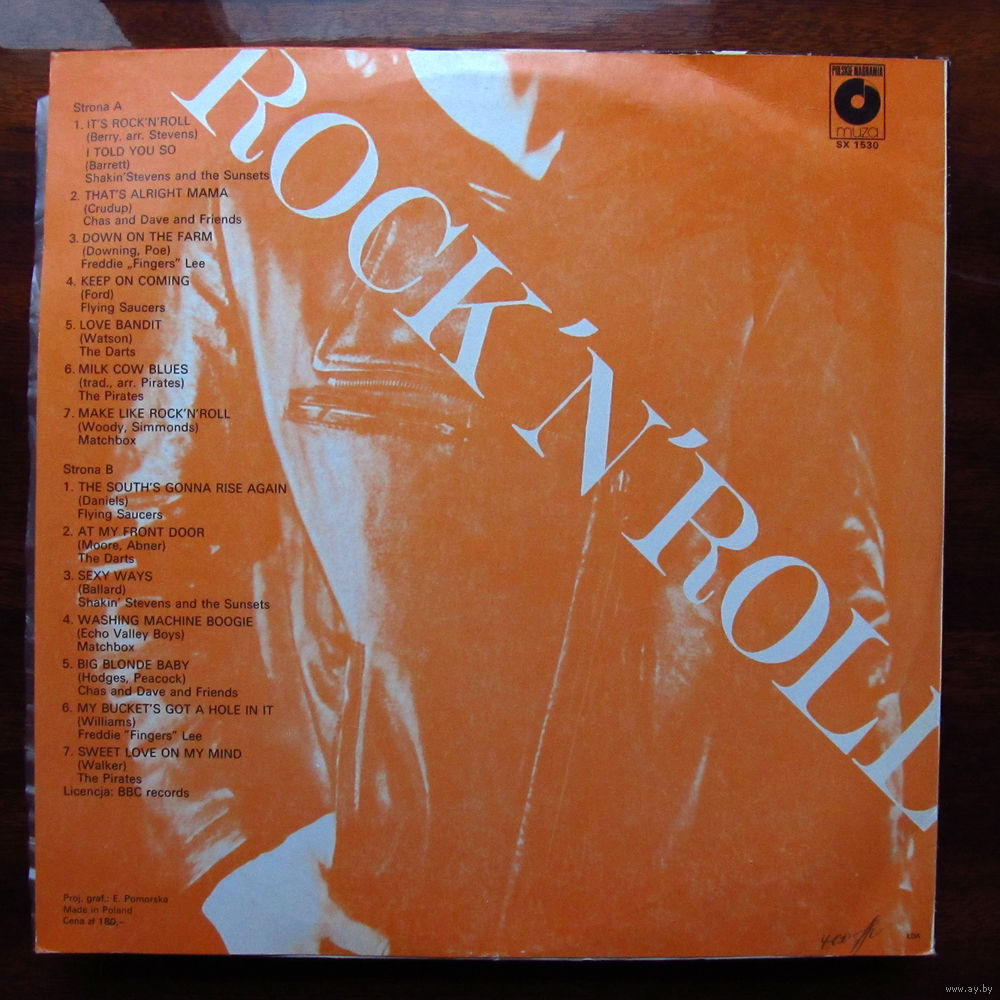 Strona A
1. IT'S ROCK'N'ROLL
(Berry, arr. Stevens)
I TOLD YOU SO
(Barrett)
Shakin'Stevens and the Sunsets
2. THAT'S ALRIGHT MAMA
(Crudup)
Chas and Dave and Friends
3. DOWN ON THE FARM
(Downing, Poe)
Freddie „Fingers" Lee
4. KEEP ON COMING
(Ford)
Flying Saucers
5. LOVE BANDIT
(Watson)
The Darts
6. MILK COW BLUES
(trad., arr. Pirates)
The Pirates
7. MAKE LIKE ROCK'N'ROLL
(Woody, Simmonds)
Matchbox
Strona B
1. THE SOUTH'S GONNA RISE AGAIN
(Daniels)
Flying Saucers
2. AT MY FRONT DOOR
(Moore, Abner)
The Darts
3. SEXY WAYS
(Ballard)
Shakin' Stevens and the Sunsets
4. WASHING MACHINE BOOGIE
(Echo Valley Boys)
Matchbox
5. BIG BLONDE BABY
(Hodges, Peacock)
Chas and Dave and Friends
6. MY BUCKET'S GOT A HOLE IN IT
(Williams)
Freddie "Fingers" Lee
7. SWEET LOVE ON MY MIND
(Walker)
The Pirates
Licencja: BBC records
Proj. graf.: E. Pomorska
Made in Poland
Cena zł 180,-
ROCK'N'ROLL
POLSKIE NAGRANIA
muza
SX 1530
KDA
www.ay.by